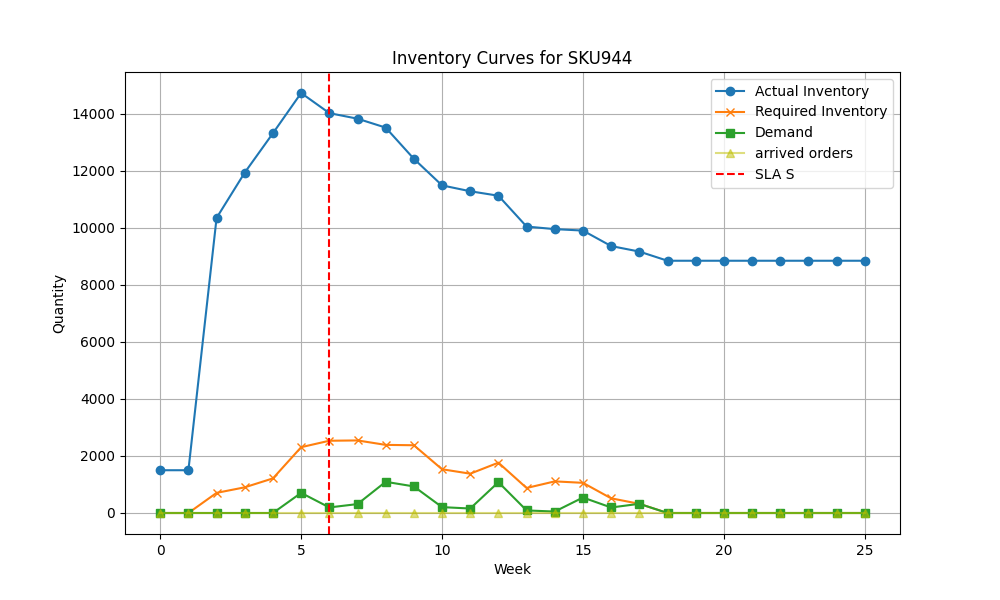 Inventory Curves for SKU944
Actual Inventory
Required Inventory
Demand
arrived orders
SLA S
Quantity
14000
12000
10000
8000
6000
4000
2000
0
0 5 10 15 20 25
Week